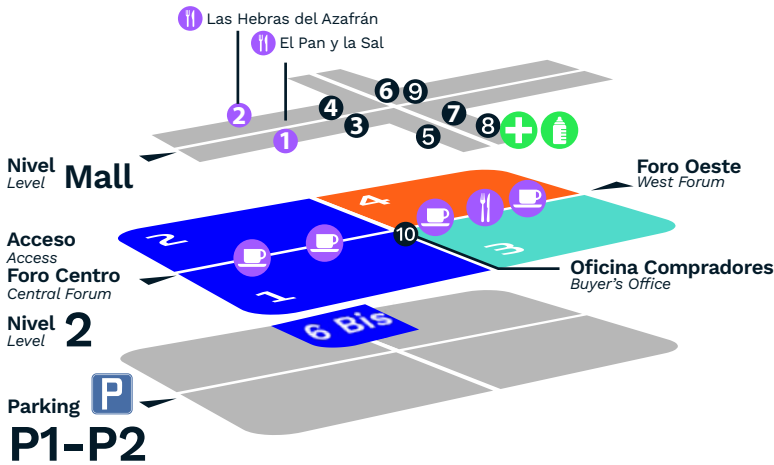 Las Hebras del Azafrán
El Pan y la Sal
6 9
2 4 7
1 3 5 8
Nivel
Level
Mall
Foro Oeste
West Forum
4
2
10
3
1
Acceso
Access
Foro Centro
Central Forum
Oficina Compradores
Buyer's Office
Nivel
Level
2
6 Bis
Parking
P
P1-P2